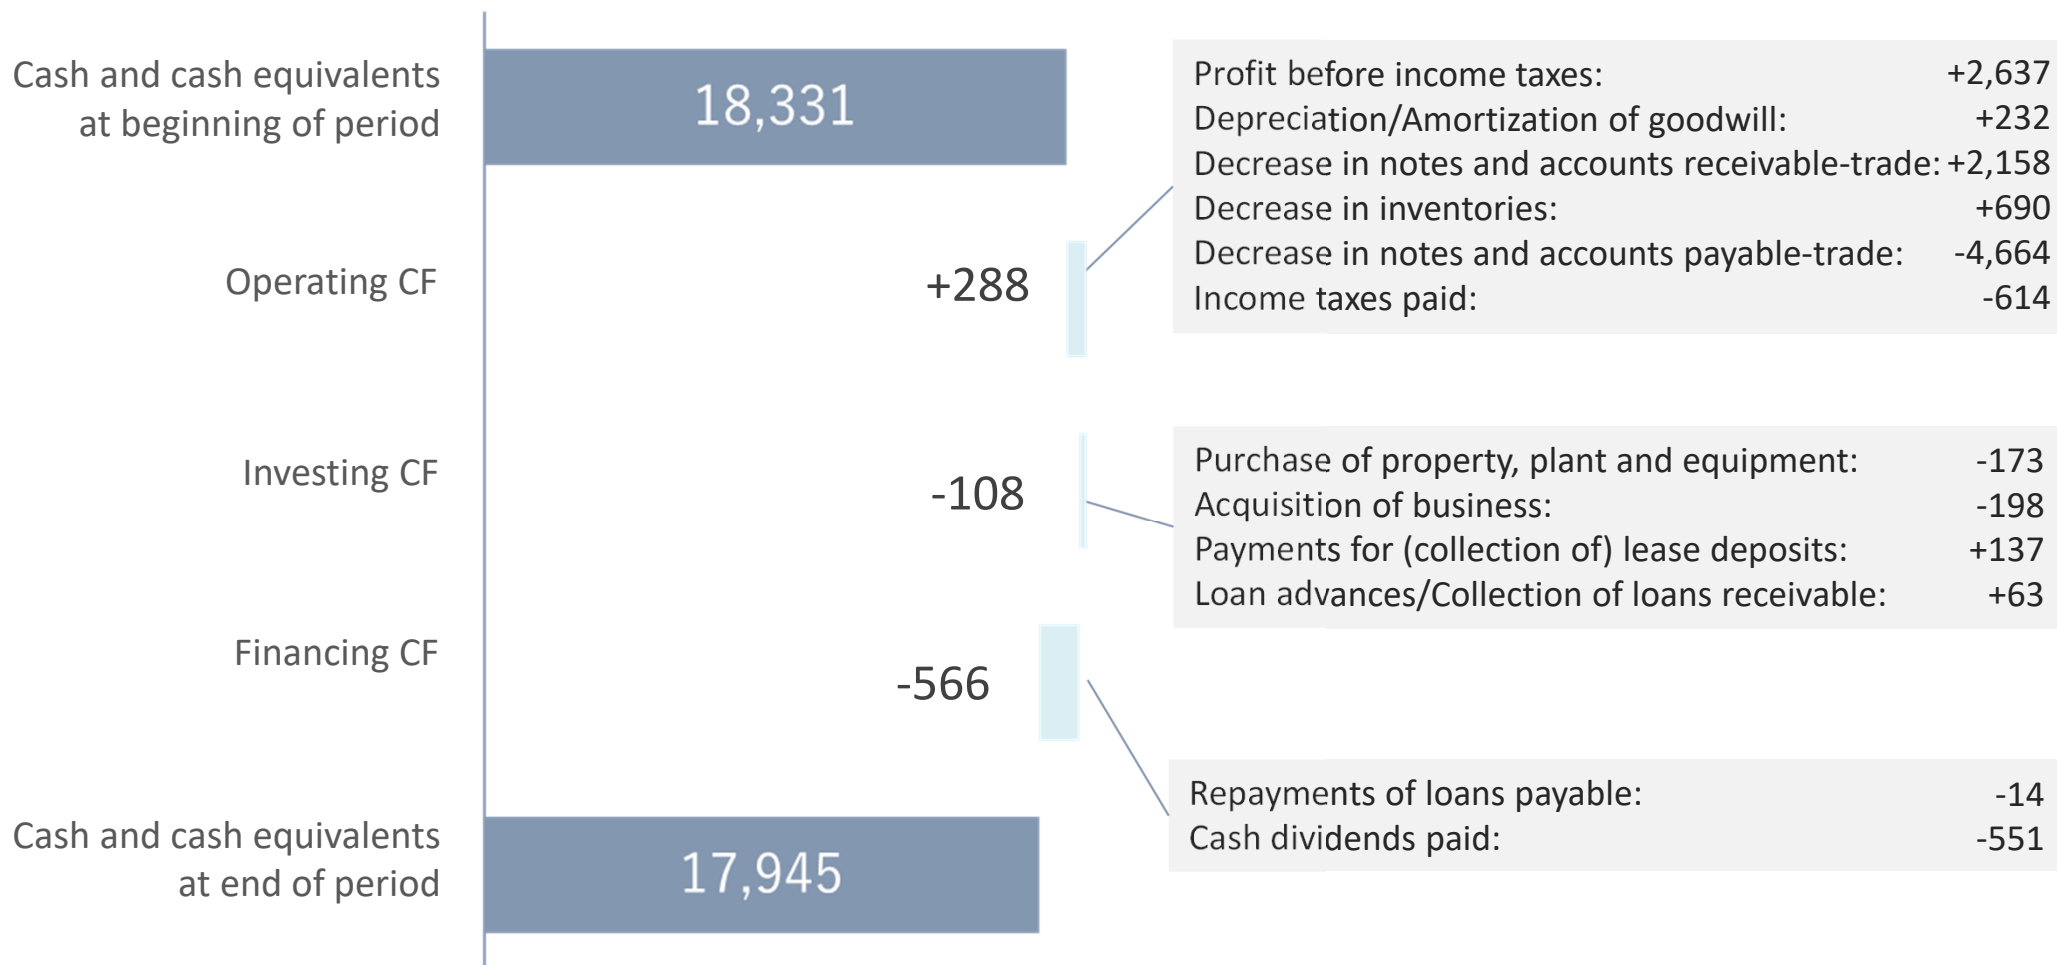 Cash and cash equivalents
at beginning of period
18,331
Profit before income taxes: +2,637
Depreciation/Amortization of goodwill: +232
Decrease in notes and accounts receivable-trade: +2,158
Decrease in inventories: +690
Decrease in notes and accounts payable-trade: -4,664
Income taxes paid: -614
Operating CF
+288
Investing CF
-108
Purchase of property, plant and equipment: -173
Acquisition of business: -198
Payments for (collection of) lease deposits: +137
Loan advances/Collection of loans receivable: +63
Financing CF
-566
Repayments of loans payable: -14
Cash dividends paid: -551
Cash and cash equivalents
at end of period
17,945